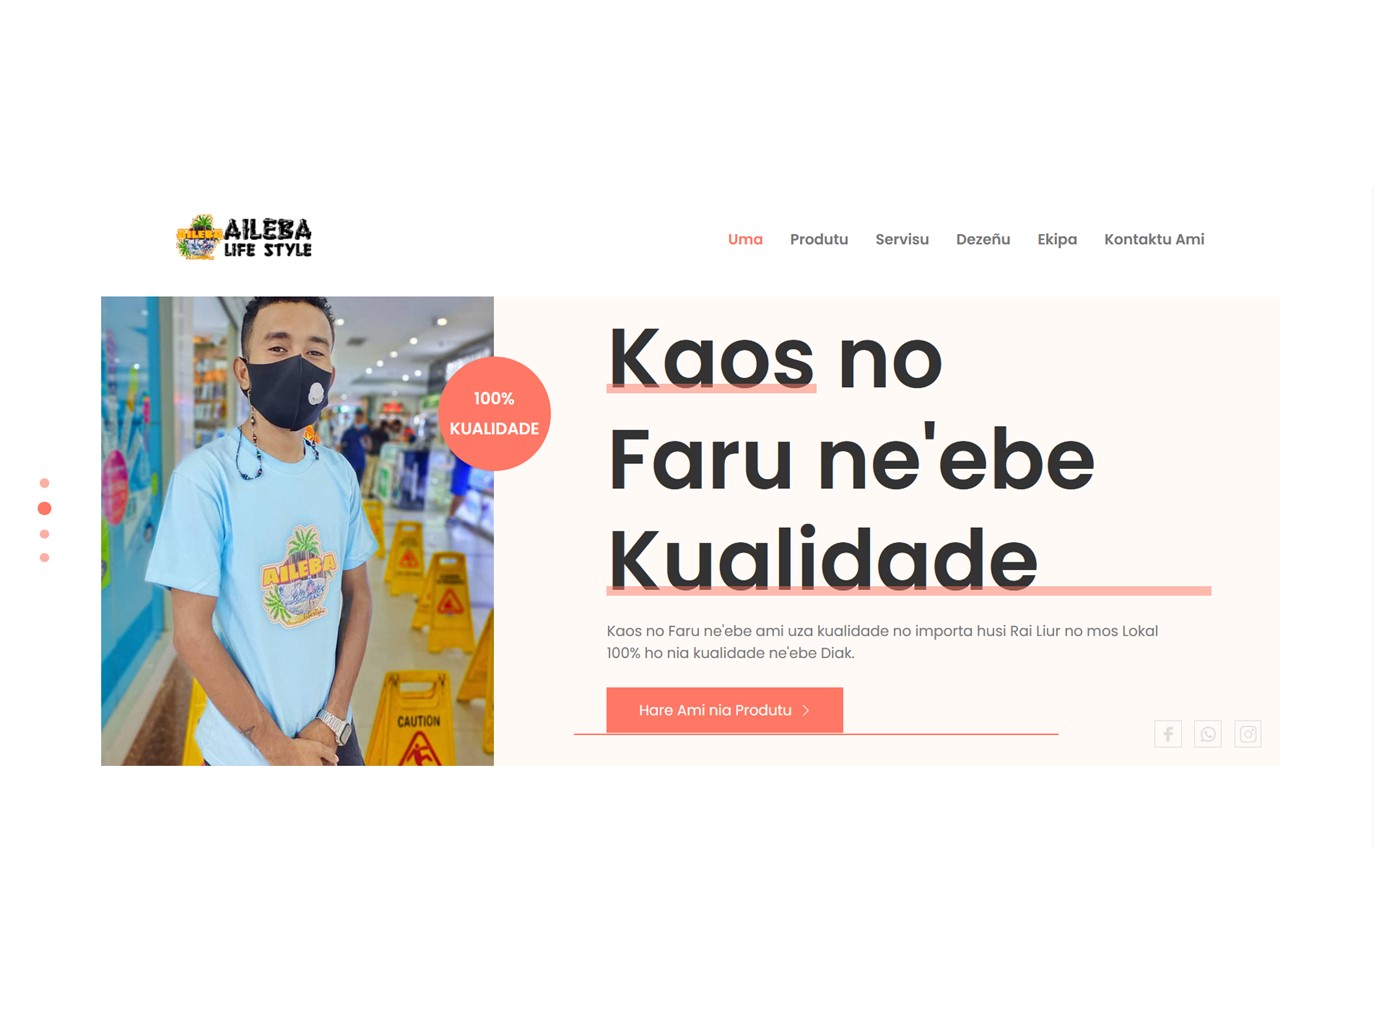 AILEBA
LIFE STYLE
Uma
Produtu
Servisu
Dezeñu
Ekipa
Kontaktu Ami
100%
KUALIDADE
Kaos no
Faru ne'ebe
Kualidade
Kaos no Faru ne'ebe ami uza kualidade no importa husi Rai Liur no mos Lokal
100% ho nia kualidade ne'ebe Diak.
Hare Ami nia Produtu
AILEBA
CAUTION